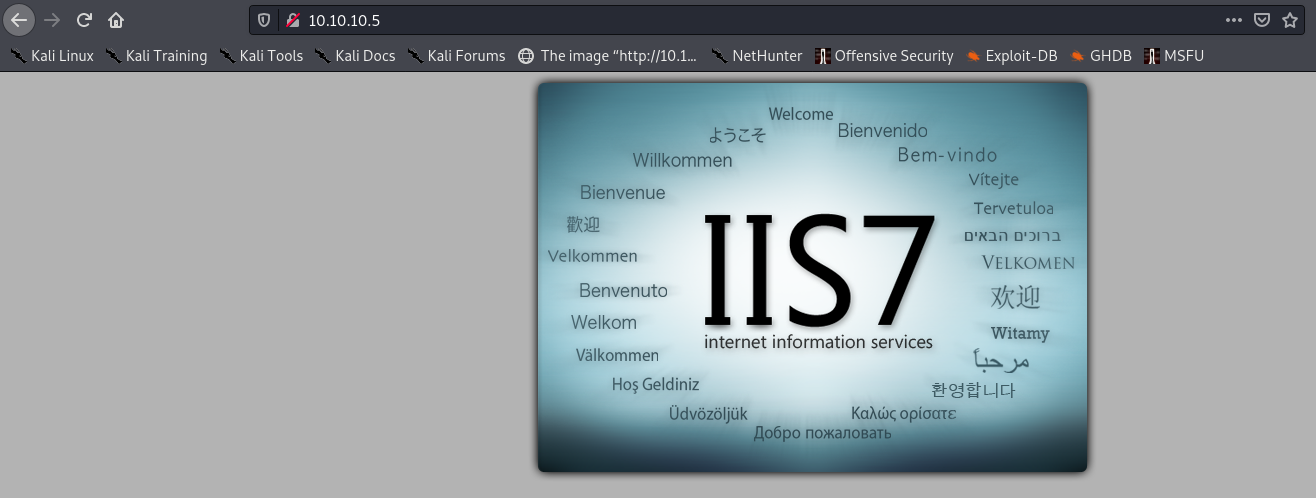 10.10.10.5
Kali Linux Kali Training Kali Tools Kali Docs Kali Forums The image “http://10.1... NetHunter Offensive Security Exploit-DB GHDB MSFU
Welcome
ようこそ
Bienvenido
Willkommen
Bem-vindo
Vítejte
Bienvenue
Tervetuloa
歡迎
ברוכים הבאים
Velkommen
VELKOMEN
Benvenuto
欢迎
Welkom
Witamy
IIS7
internet information services
Välkommen
مرحباً
Hoş Geldiniz
환영합니다
Üdvözöljük
Καλώς ορίσατε
Добро пожаловать